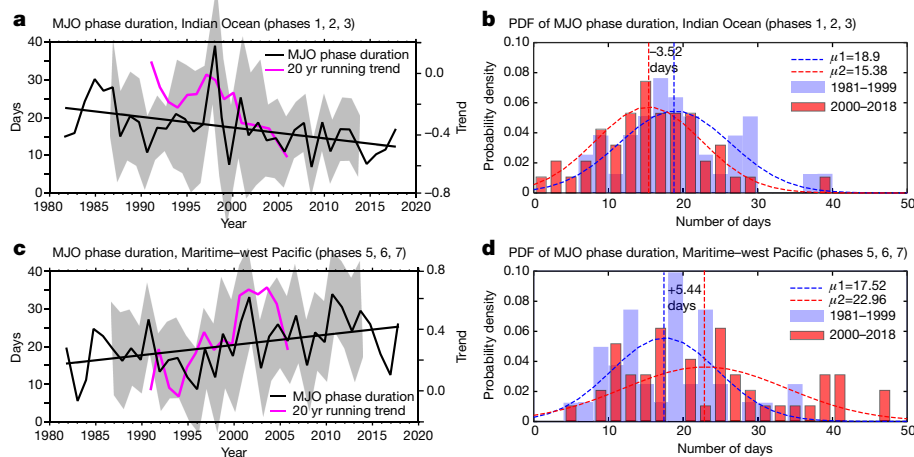 a MJO phase duration, Indian Ocean (phases 1, 2, 3)
40
30
20
10
0
Days
MJO phase duration
20 yr running trend
0.0
−0.4
−0.8
Trend
1980 1985 1990 1995 2000 2005 2010 2015 2020
Year
b PDF of MJO phase duration, Indian Ocean (phases 1, 2, 3)
0.10
0.08
0.06
0.04
0.02
0
Probability density
−3.52
days
μ1=18.9
μ2=15.38
1981–1999
2000–2018
0 10 20 30 40 50
Number of days
c MJO phase duration, Maritime–west Pacific (phases 5, 6, 7)
40
30
20
10
0
Days
0.8
0.4
0.0
Trend
MJO phase duration
20 yr running trend
1980 1985 1990 1995 2000 2005 2010 2015 2020
Year
d PDF of MJO phase duration, Maritime–west Pacific (phases 5, 6, 7)
0.10
0.08
0.06
0.04
0.02
0
Probability density
+5.44
days
μ1=17.52
μ2=22.96
1981–1999
2000–2018
0 10 20 30 40 50
Number of days